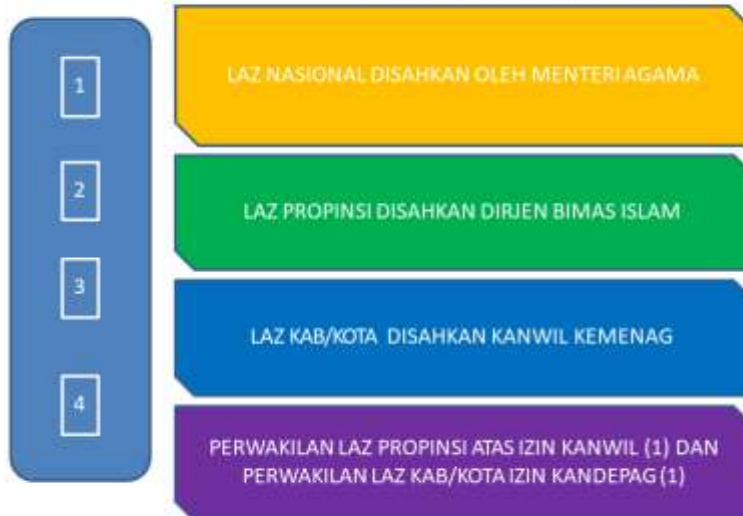 1
LAZ NASIONAL DISAHKAN OLEH MENTERI AGAMA
2
LAZ PROPINSI DISAHKAN DIRJEN BIMAS ISLAM
3
LAZ KAB/KOTA DISAHKAN KANWIL KEMENAG
4
PERWAKILAN LAZ PROPINSI ATAS IZIN KANWIL (1) DAN
PERWAKILAN LAZ KAB/KOTA IZIN KANDEPAG (1)